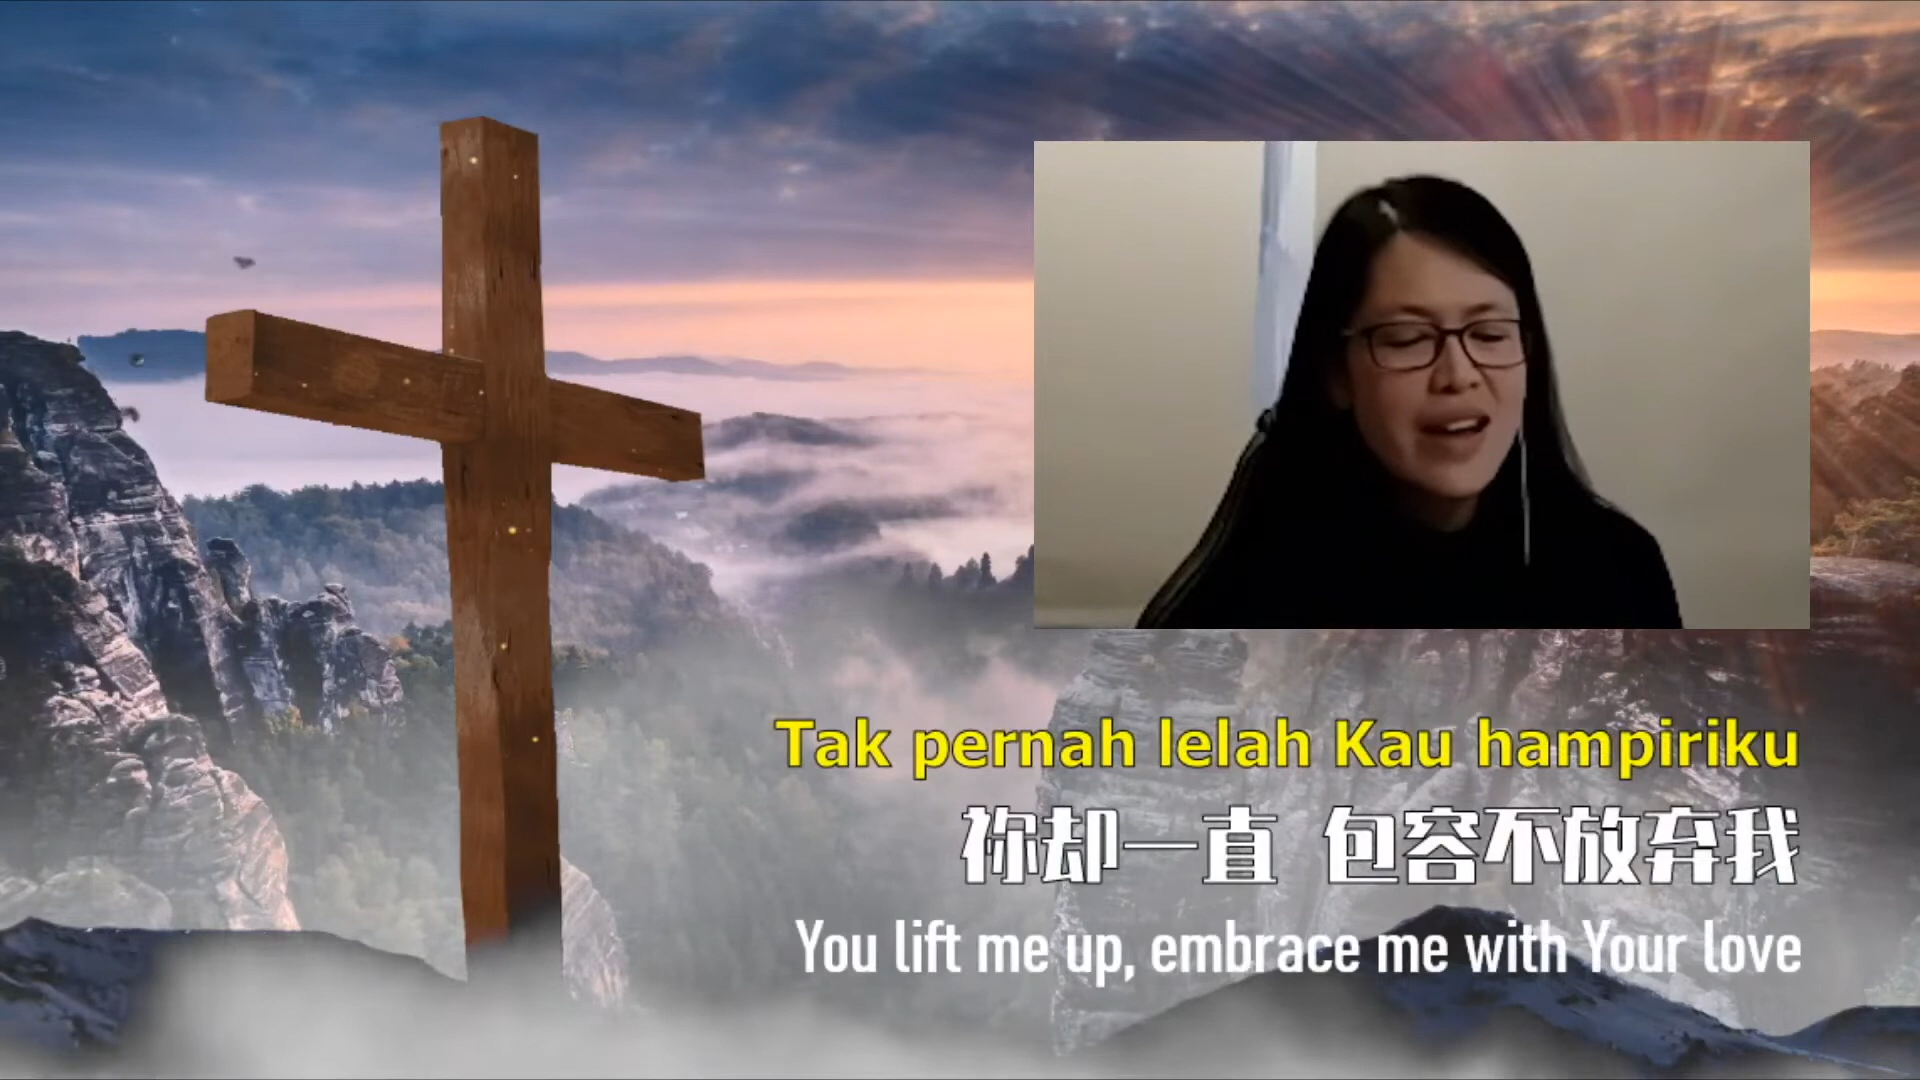 Tak pernah lelah Kau hampiriku
祢却一直 包容不放弃我
You lift me up, embrace me with Your love